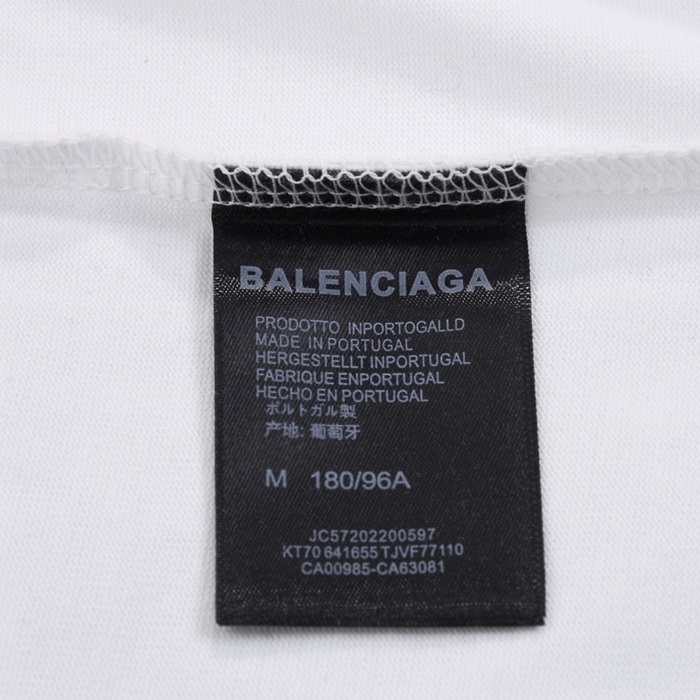 BALENCIAGA
PRODOTTO INPORTOGALLD
MADE IN PORTUGAL
HERGESTELLT INPORTUGAL
FABRIQUE ENPORTUGAL
HECHO EN PORTUGAL
ポルトガル製
产地: 葡萄牙
M 180/96A
JC57202200597
KT70 641655 TJVF77110
CA00985-CA63081